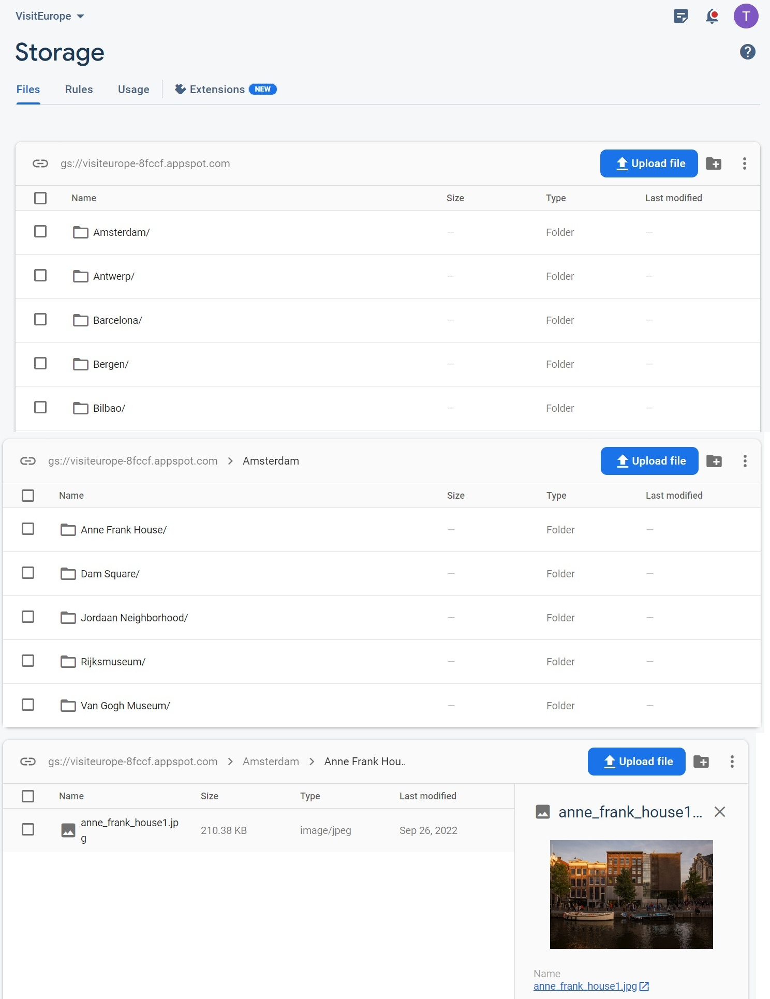 VisitEurope
T
Storage
Files Rules Usage Extensions NEW
gs://visiteurope-8fccf.appspot.com Upload file
Name Size Type Last modified
Amsterdam/ — Folder —
Antwerp/ — Folder —
Barcelona/ — Folder —
Bergen/ — Folder —
Bilbao/ — Folder —
gs://visiteurope-8fccf.appspot.com > Amsterdam Upload file
Name Size Type Last modified
Anne Frank House/ — Folder —
Dam Square/ — Folder —
Jordaan Neighborhood/ — Folder —
Rijksmuseum/ — Folder —
Van Gogh Museum/ — Folder —
gs://visiteurope-8fccf.appspot.com > Amsterdam > Anne Frank Hou.. Upload file
Name Size Type Last modified
anne_frank_house1.jp
g
210.38 KB image/jpeg Sep 26, 2022
anne_frank_house1...
Name
anne_frank_house1.jpg